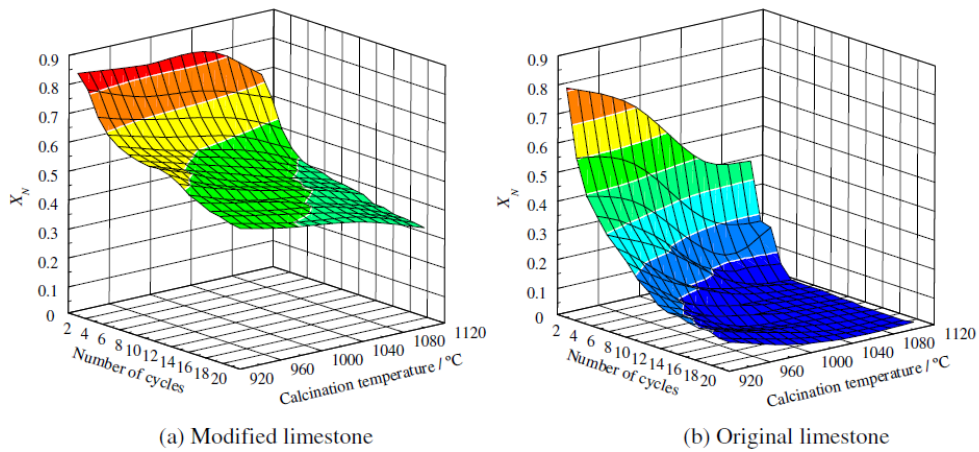 0.9
0.8
0.7
0.6
0.5
0.4
0.3
0.2
0.1
0
X_N
2 4 6 8 10 12 14 16 18 20
Number of cycles
920 960 1000 1040 1080 1120
Calcination temperature / °C
(a) Modified limestone
0.9
0.8
0.7
0.6
0.5
0.4
0.3
0.2
0.1
0
X_N
2 4 6 8 10 12 14 16 18 20
Number of cycles
920 960 1000 1040 1080 1120
Calcination temperature / °C
(b) Original limestone